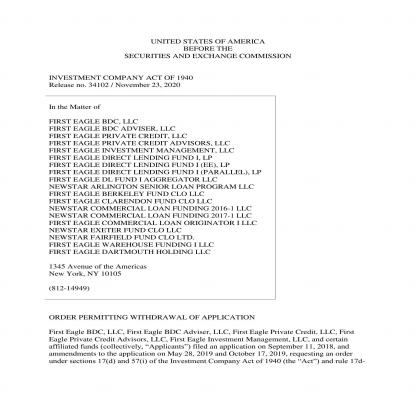 UNITED STATES OF AMERICA
BEFORE THE
SECURITIES AND EXCHANGE COMMISSION
INVESTMENT COMPANY ACT OF 1940
Release no. 34102 / November 23, 2020
In the Matter of
FIRST EAGLE BDC, LLC
FIRST EAGLE BDC ADVISER, LLC
FIRST EAGLE PRIVATE CREDIT, LLC
FIRST EAGLE PRIVATE CREDIT ADVISORS, LLC
FIRST EAGLE INVESTMENT MANAGEMENT, LLC
FIRST EAGLE DIRECT LENDING FUND I, LP
FIRST EAGLE DIRECT LENDING FUND I (EE), LP
FIRST EAGLE DIRECT LENDING FUND I (PARALLEL), LP
FIRST EAGLE DL FUND I AGGREGATOR LLC
NEWSTAR ARLINGTON SENIOR LOAN PROGRAM LLC
FIRST EAGLE BERKELEY FUND CLO LLC
FIRST EAGLE CLARENDON FUND CLO LLC
NEWSTAR COMMERCIAL LOAN FUNDING 2016-1 LLC
NEWSTAR COMMERCIAL LOAN FUNDING 2017-1 LLC
FIRST EAGLE COMMERCIAL LOAN ORIGINATOR I LLC
NEWSTAR EXETER FUND CLO LLC
NEWSTAR FAIRFIELD FUND CLO LTD.
FIRST EAGLE WAREHOUSE FUNDING I LLC
FIRST EAGLE DARTMOUTH HOLDING LLC
1345 Avenue of the Americas
New York, NY 10105
(812-14949)
ORDER PERMITTING WITHDRAWAL OF APPLICATION
First Eagle BDC, LLC, First Eagle BDC Adviser, LLC, First Eagle Private Credit, LLC, First
Eagle Private Credit Advisors, LLC, First Eagle Investment Management, LLC, and certain
affiliated funds (collectively, “Applicants”) filed an application on September 11, 2018, and
ammendments to the application on May 28, 2019 and October 17, 2019, requesting an order
under sections 17(d) and 57(i) of the Investment Company Act of 1940 (the “Act”) and rule 17d-